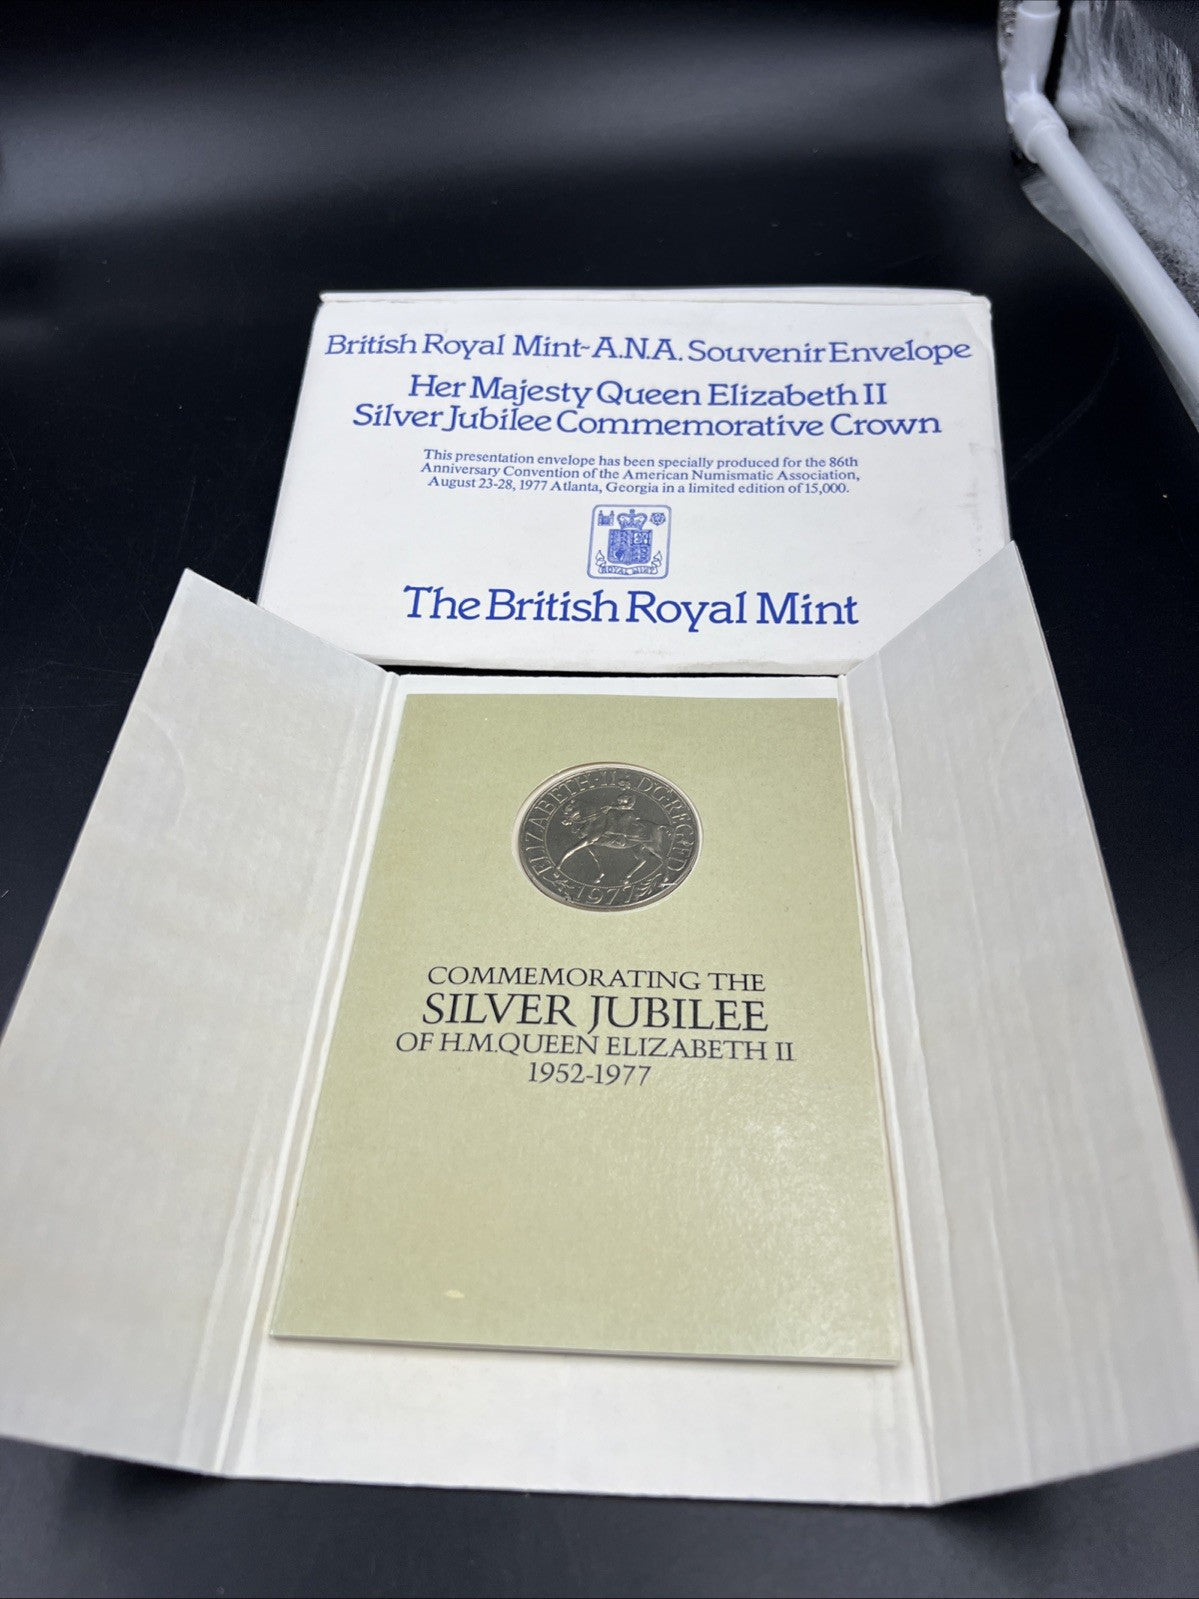 British Royal Mint-A.N.A. Souvenir Envelope
Her Majesty Queen Elizabeth II
Silver Jubilee Commemorative Crown
This presentation envelope has been specially produced for the 86th
Anniversary Convention of the American Numismatic Association,
August 23-28, 1977 Atlanta, Georgia in a limited edition of 15,000.
ROYAL MINT
The British Royal Mint
ELIZABETH·II DG·REG FD
1977
COMMEMORATING THE
SILVER JUBILEE
OF H.M.QUEEN ELIZABETH II
1952-1977